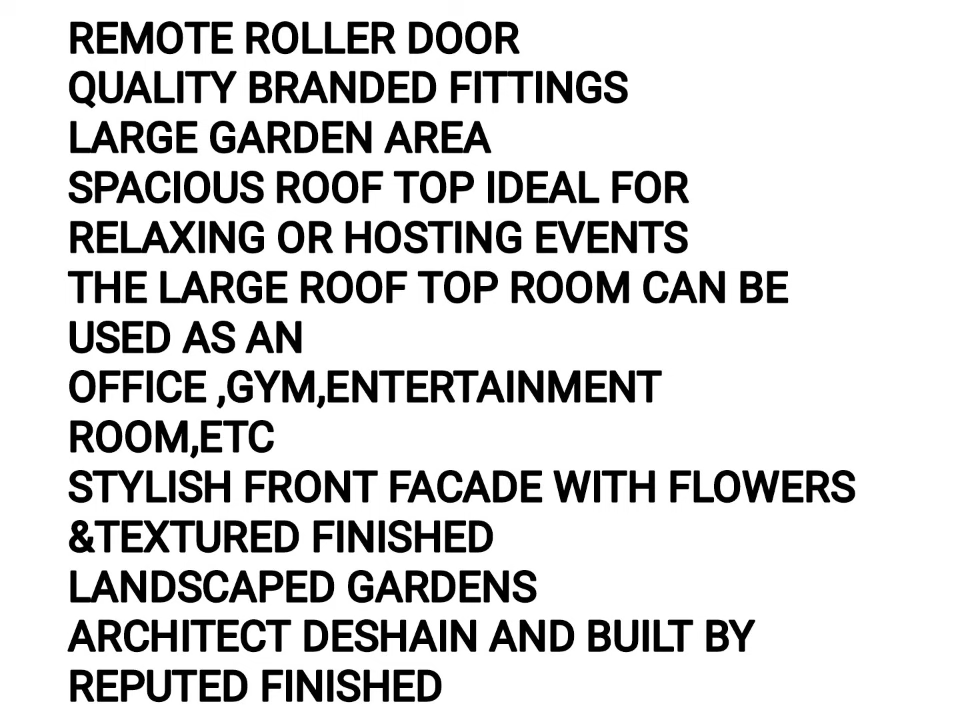 REMOTE ROLLER DOOR
QUALITY BRANDED FITTINGS
LARGE GARDEN AREA
SPACIOUS ROOF TOP IDEAL FOR
RELAXING OR HOSTING EVENTS
THE LARGE ROOF TOP ROOM CAN BE
USED AS AN
OFFICE ,GYM,ENTERTAINMENT
ROOM,ETC
STYLISH FRONT FACADE WITH FLOWERS
&TEXTURED FINISHED
LANDSCAPED GARDENS
ARCHITECT DESHAIN AND BUILT BY
REPUTED FINISHED